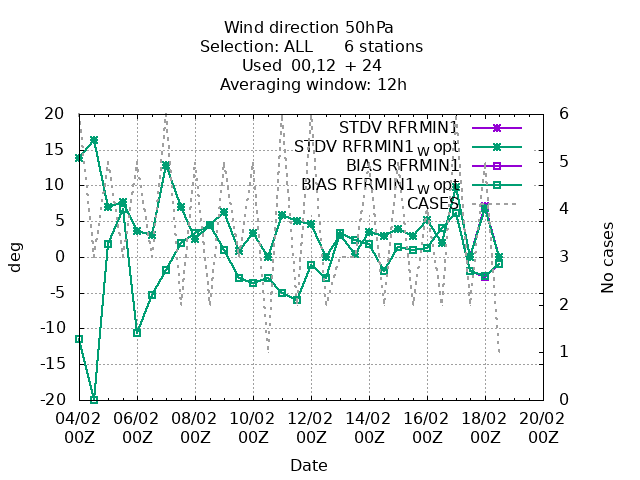 Wind direction 50hPa
Selection: ALL 6 stations
Used 00,12 + 24
Averaging window: 12h
20 6
STDV RFRMIN1
STDV RFRMIN1_w opt
15 5
BIAS RFRMIN1
10 BIAS RFRMIN1_w opt
CASES 4
5
deg 0 3 No cases
-5
2
-10
-15 1
-20 0
04/02 06/02 08/02 10/02 12/02 14/02 16/02 18/02 20/02
00Z 00Z 00Z 00Z 00Z 00Z 00Z 00Z 00Z
Date